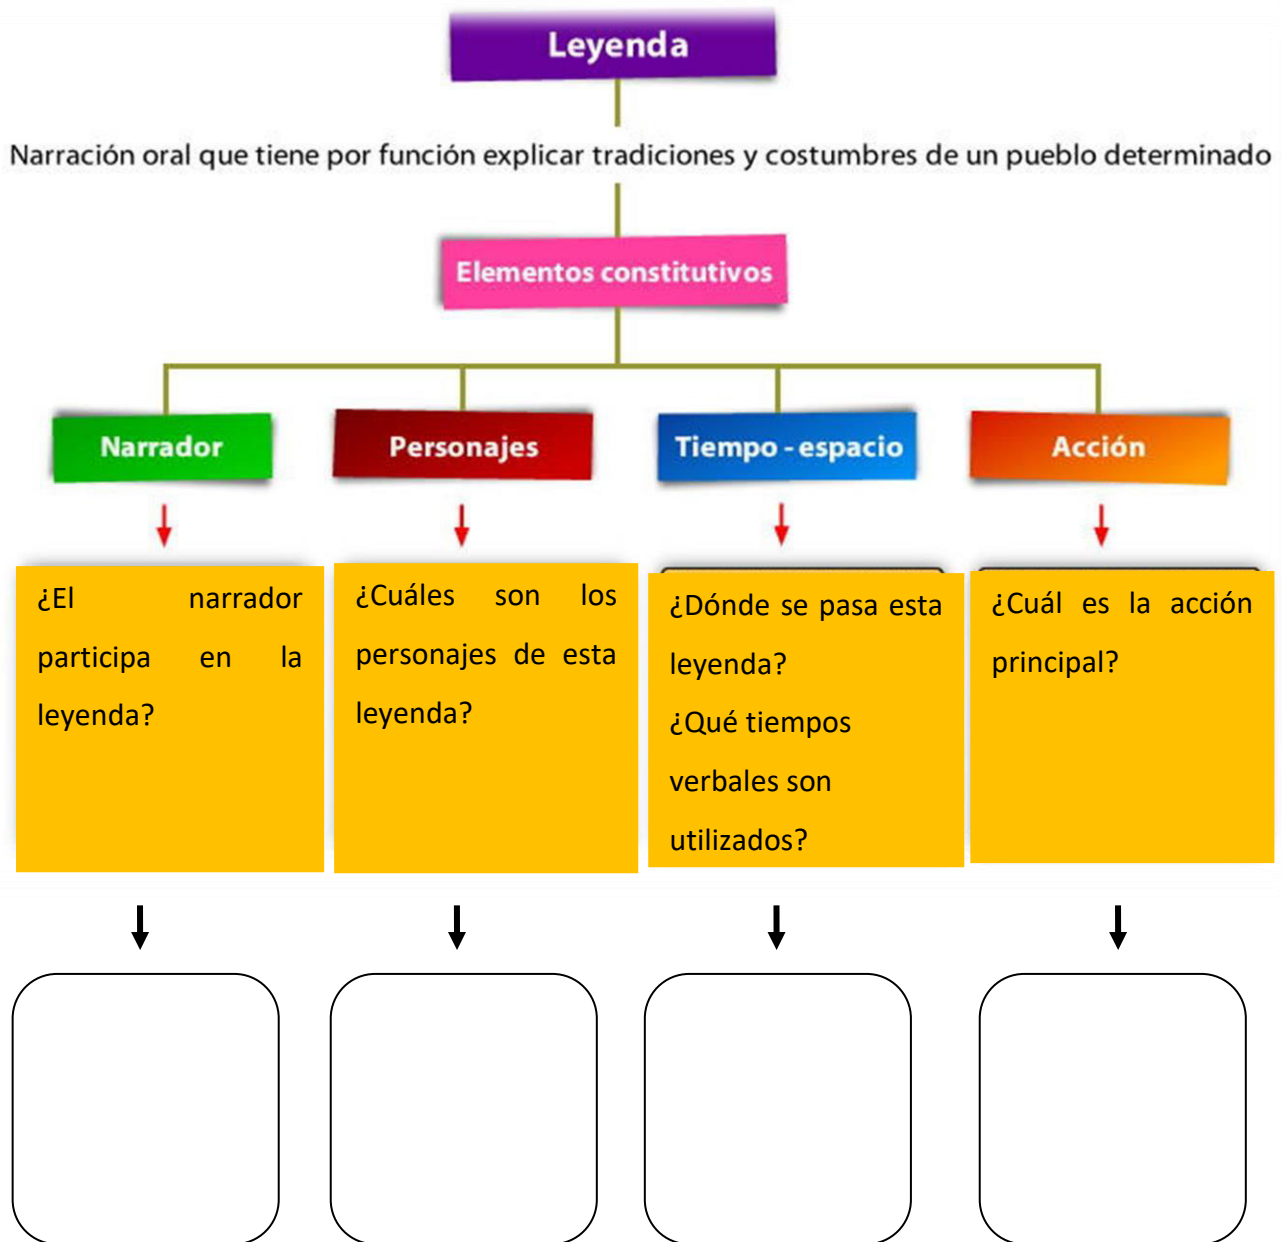 Leyenda
Narración oral que tiene por función explicar tradiciones y costumbres de un pueblo determinado
Elementos constitutivos
Narrador
Personajes
Tiempo - espacio
Acción
¿El narrador
participa en la
leyenda?
¿Cuáles son los
personajes de esta
leyenda?
¿Dónde se pasa esta
leyenda?
¿Qué tiempos
verbales son
utilizados?
¿Cuál es la acción
principal?